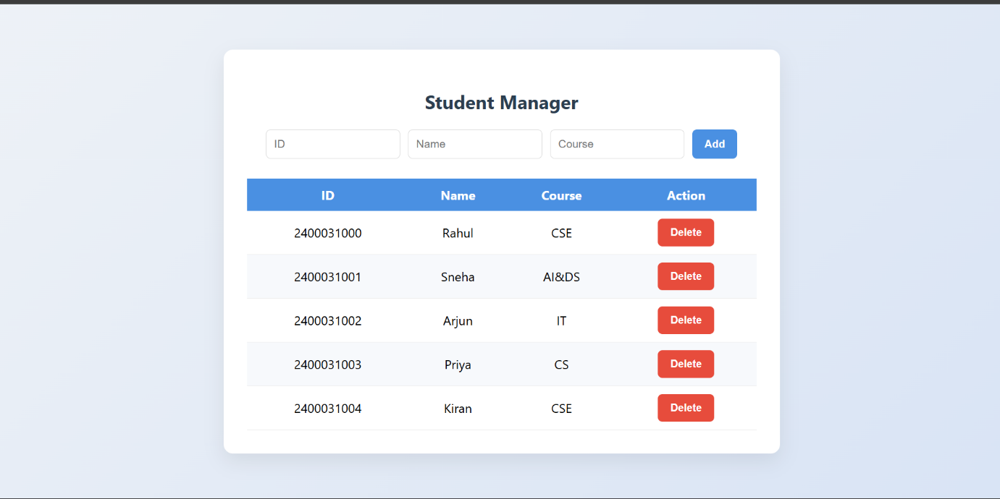 Student Manager
ID Name Course Add
ID Name Course Action
2400031000 Rahul CSE Delete
2400031001 Sneha AI&DS Delete
2400031002 Arjun IT Delete
2400031003 Priya CS Delete
2400031004 Kiran CSE Delete